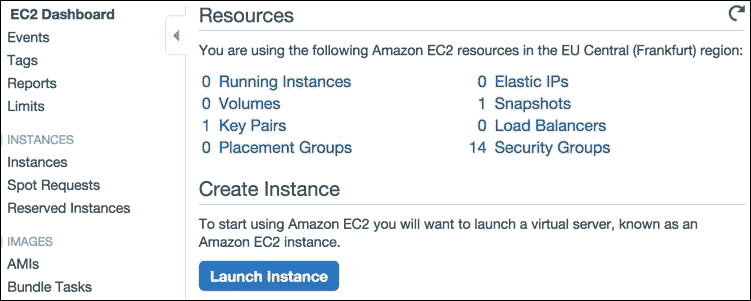 EC2 Dashboard
Events
Tags
Reports
Limits
INSTANCES
Instances
Spot Requests
Reserved Instances
IMAGES
AMIs
Bundle Tasks
Resources
You are using the following Amazon EC2 resources in the EU Central (Frankfurt) region:
0 Running Instances
0 Elastic IPs
0 Volumes
1 Snapshots
1 Key Pairs
0 Load Balancers
0 Placement Groups
14 Security Groups
Create Instance
To start using Amazon EC2 you will want to launch a virtual server, known as an
Amazon EC2 instance.
Launch Instance